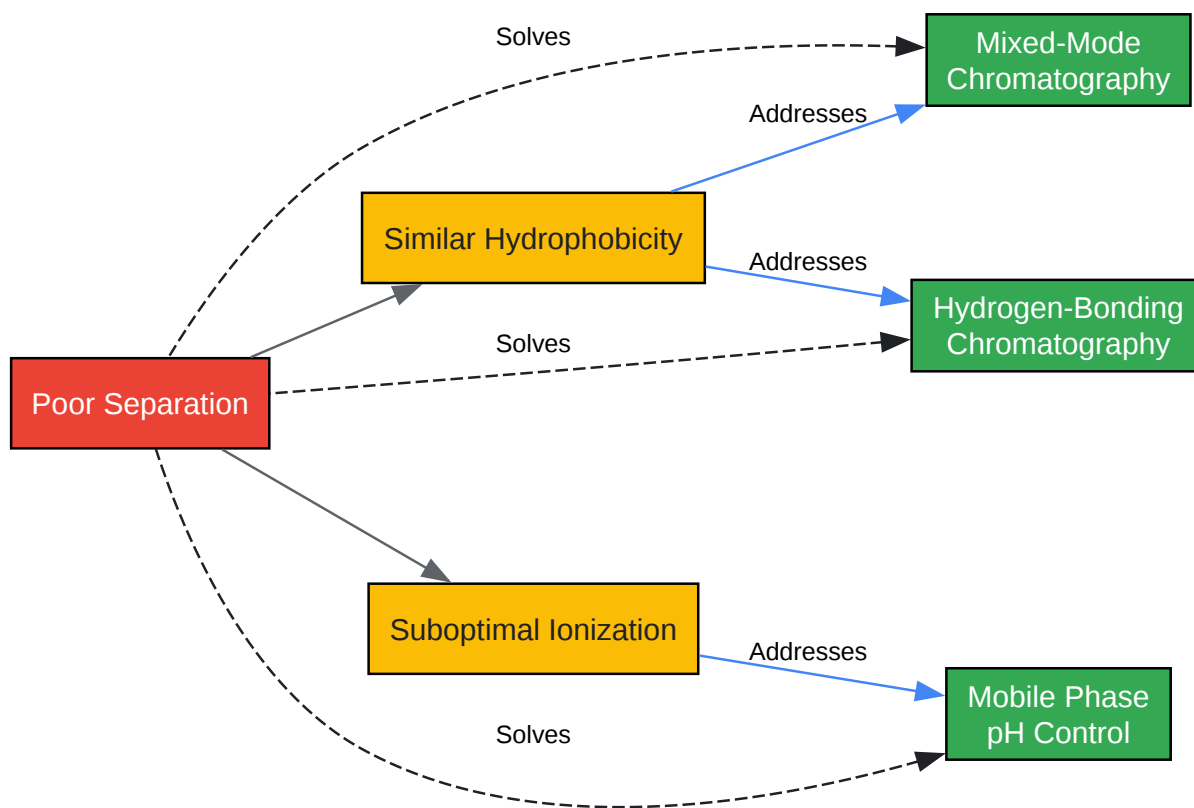 Solves
Mixed-Mode
Chromatography
Addresses
Similar Hydrophobicity
Addresses
Hydrogen-Bonding
Chromatography
Solves
Poor Separation
Suboptimal Ionization
Addresses
Mobile Phase
pH Control
Solves